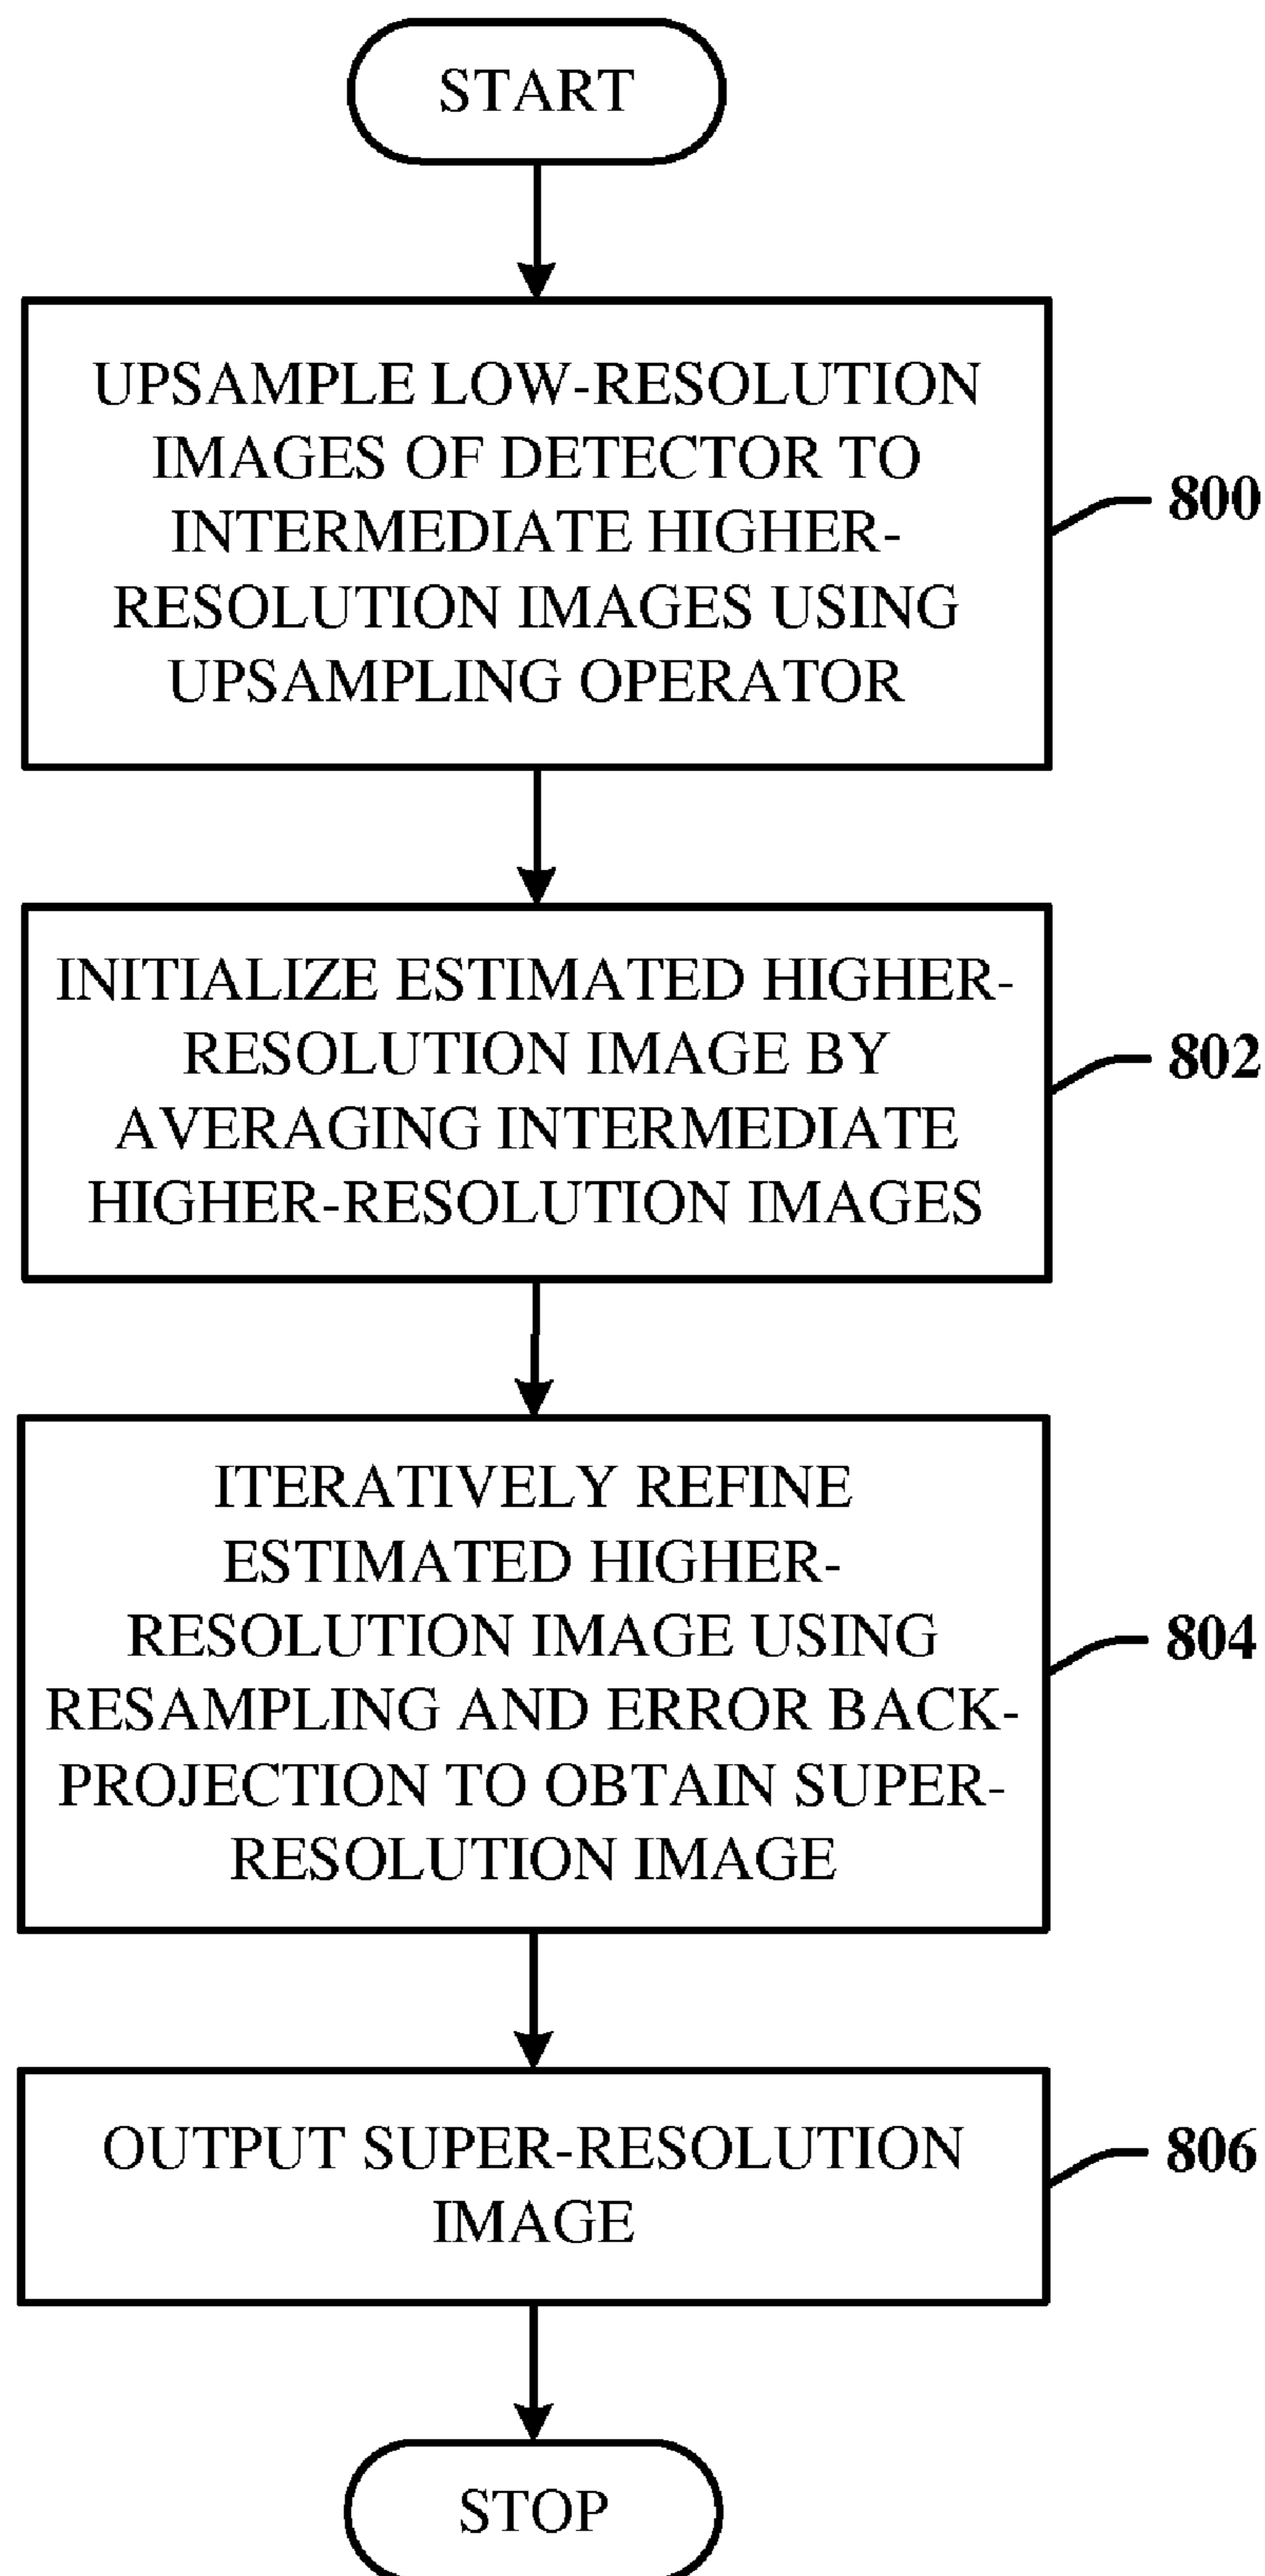 START
UPSAMPLE LOW-RESOLUTION
IMAGES OF DETECTOR TO
INTERMEDIATE HIGHER-
RESOLUTION IMAGES USING
UPSAMPLING OPERATOR
800
INITIALIZE ESTIMATED HIGHER-
RESOLUTION IMAGE BY
AVERAGING INTERMEDIATE
HIGHER-RESOLUTION IMAGES
802
ITERATIVELY REFINE
ESTIMATED HIGHER-
RESOLUTION IMAGE USING
RESAMPLING AND ERROR BACK-
PROJECTION TO OBTAIN SUPER-
RESOLUTION IMAGE
804
OUTPUT SUPER-RESOLUTION
IMAGE
806
STOP